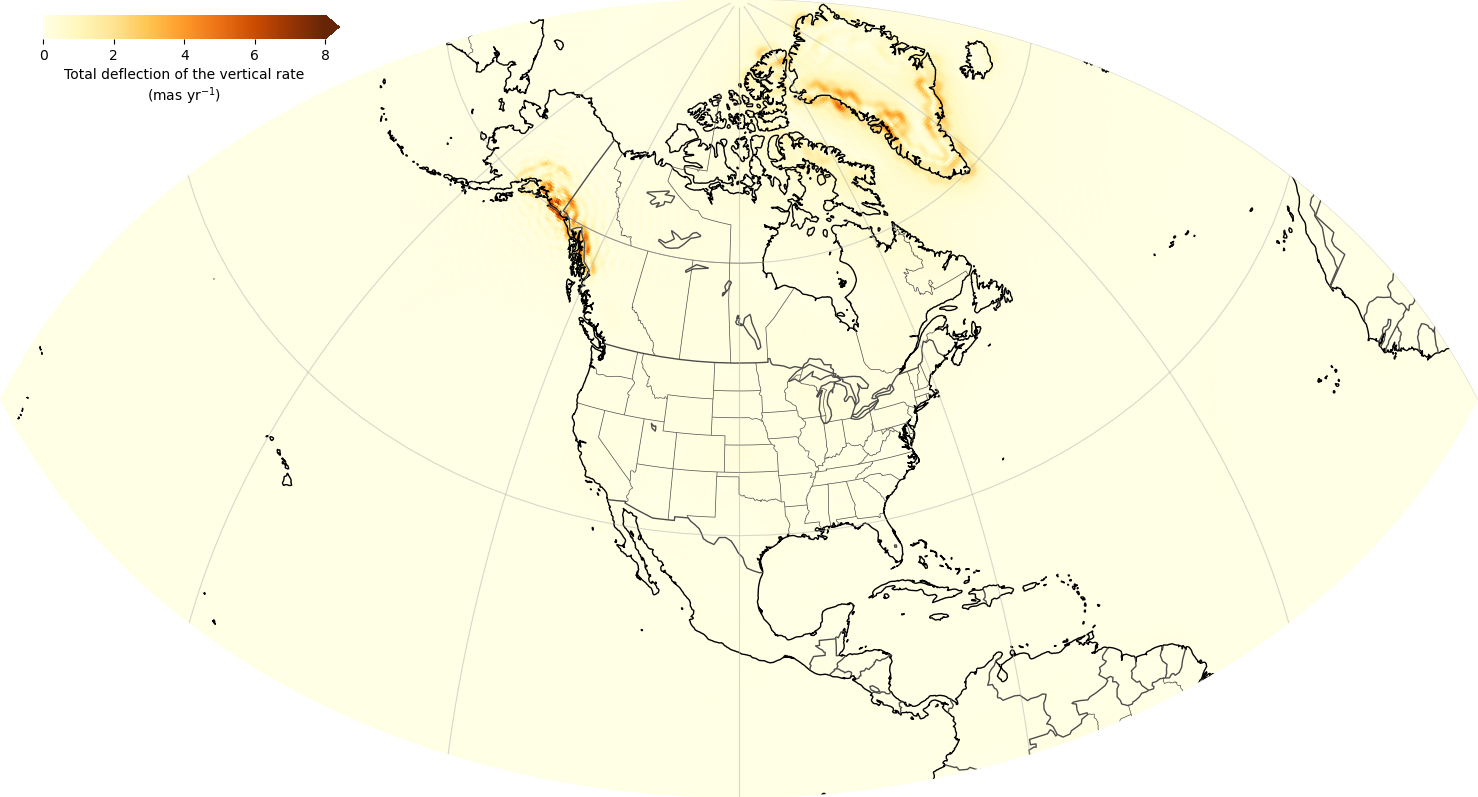 0 2 4 6 8
Total deflection of the vertical rate
(mas yr⁻¹)